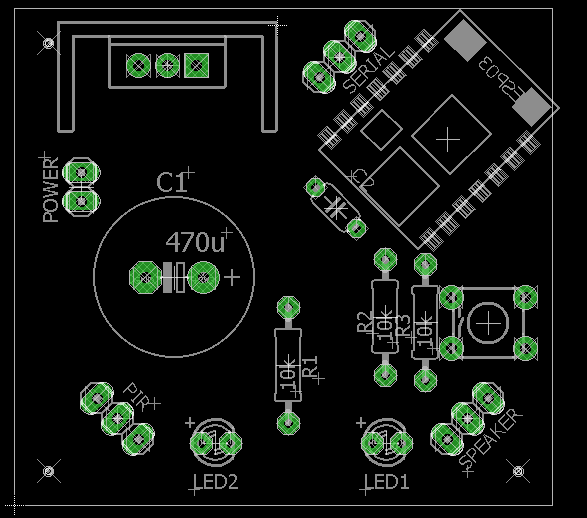 SERIAL
ESP03
POWER
C1
C2
470u
R2
R3
10k
10k
R1
10k
PIR
SPEAKER
LED2
LED1